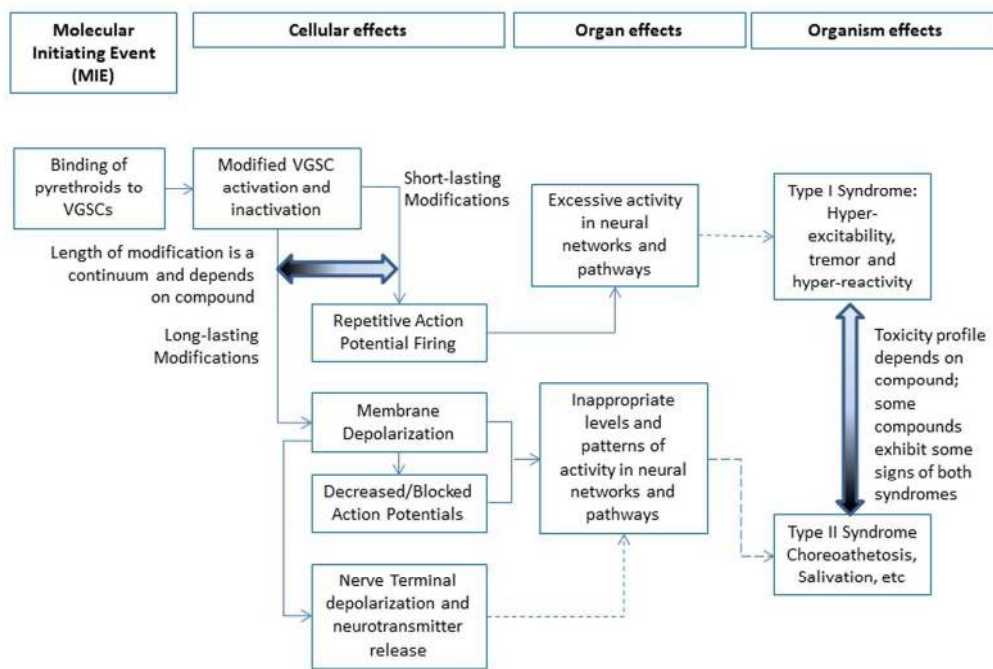 Molecular
Initiating Event
(MIE)
Cellular effects
Organ effects
Organism effects
Binding of
pyrethroids to
VGSCs
Modified VGSC
activation and
inactivation
Short-lasting
Modifications
Excessive activity
in neural
networks and
pathways
Type I Syndrome:
Hyper-
excitability,
tremor and
hyper-reactivity
Length of modification is a
continuum and depends
on compound
Repetitive Action
Potential Firing
Long-lasting
Modifications
Toxicity profile
depends on
compound;
some
compounds
exhibit some
signs of both
syndromes
Membrane
Depolarization
Inappropriate
levels and
patterns of
activity in neural
networks and
pathways
Decreased/Blocked
Action Potentials
Type II Syndrome
Choreoathetosis,
Salivation, etc
Nerve Terminal
depolarization and
neurotransmitter
release